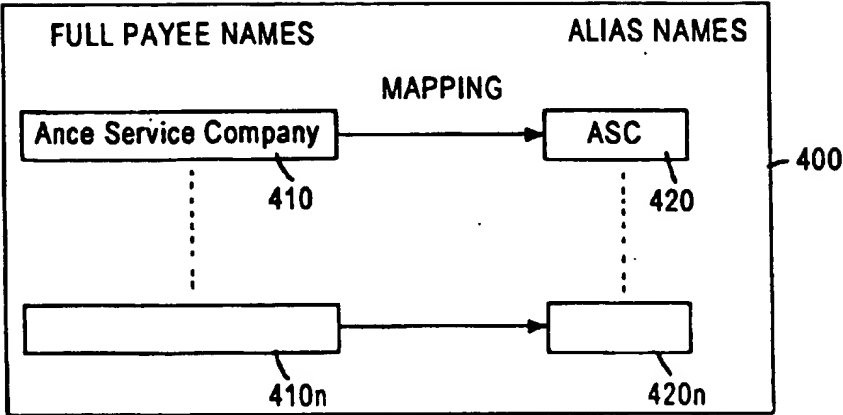 FULL PAYEE NAMES
ALIAS NAMES
MAPPING
Ance Service Company
ASC
410
420
400
410n
420n